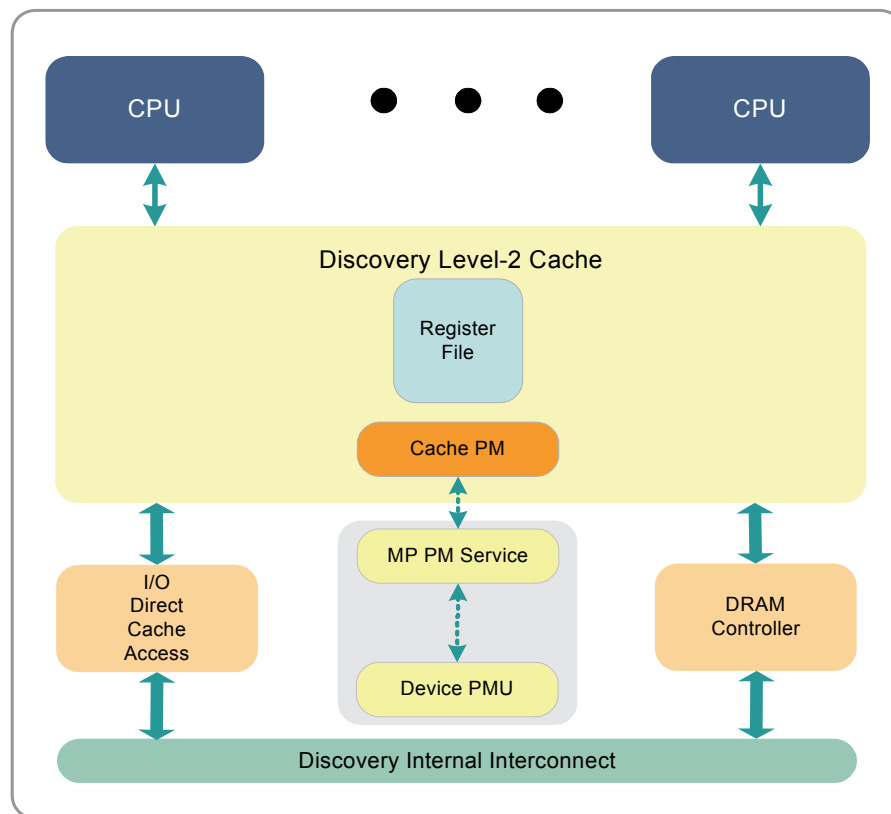 CPU
CPU
Discovery Level-2 Cache
Register
File
Cache PM
MP PM Service
I/O
Direct
Cache
Access
DRAM
Controller
Device PMU
Discovery Internal Interconnect